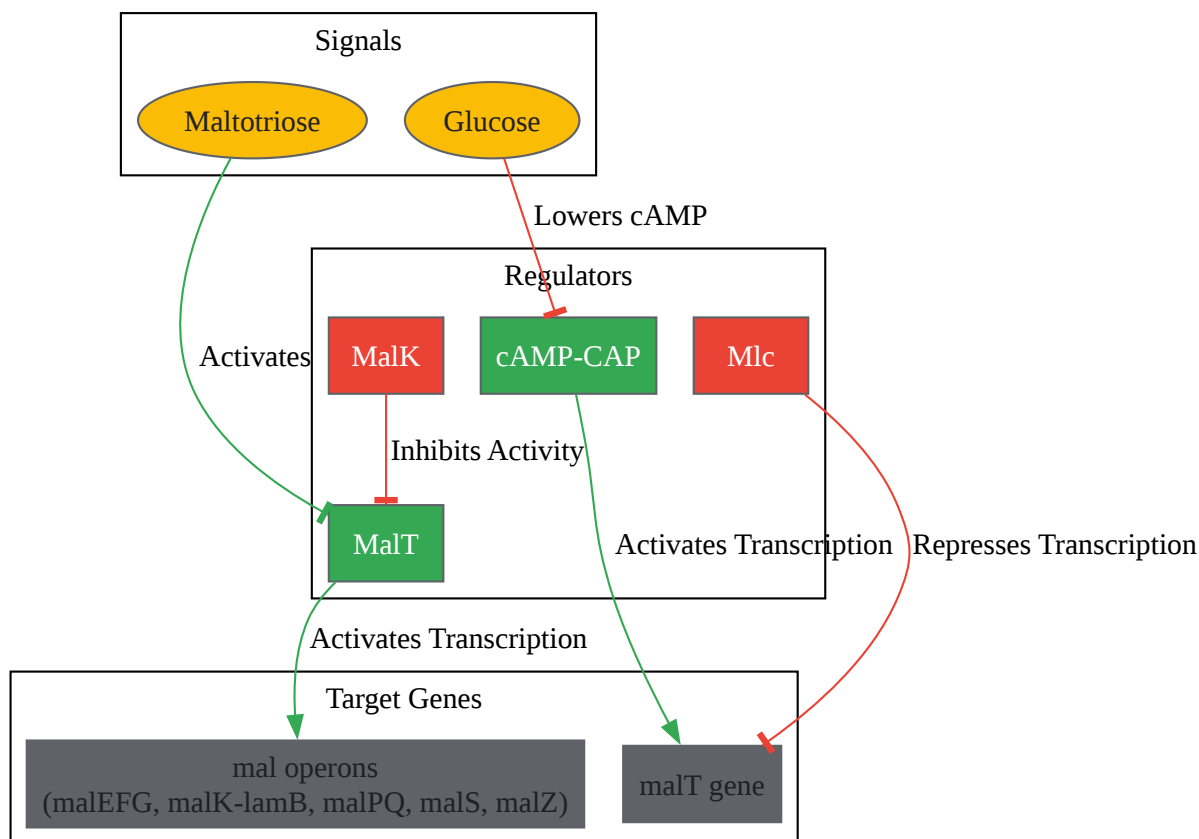 Signals
Maltotriose
Glucose
Lowers cAMP
Regulators
MalK
cAMP-CAP
Mlc
Activates
Inhibits Activity
MalT
Activates Transcription
Represses Transcription
Activates Transcription
Target Genes
mal operons
(malEFG, malK-lamB, malPQ, malS, malZ)
malT gene